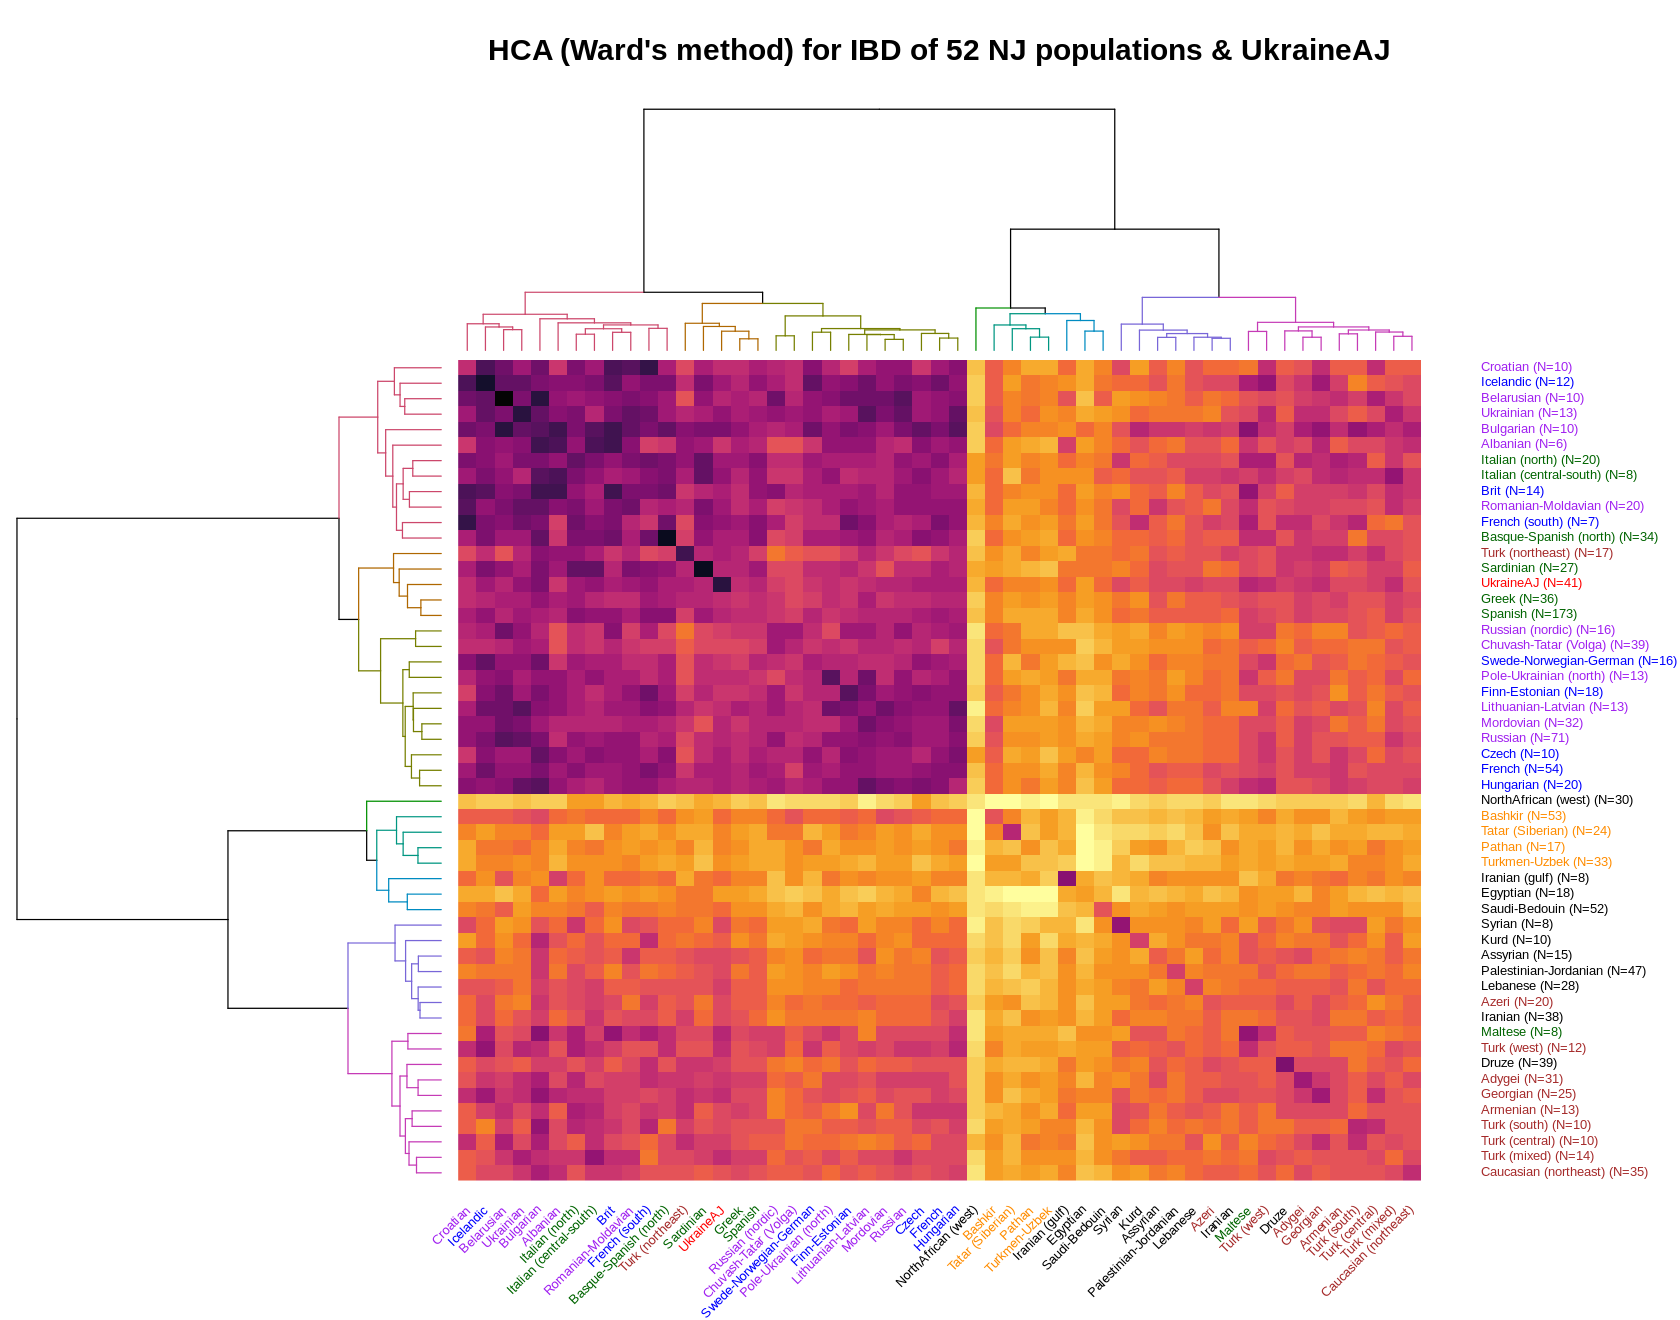 HCA (Ward's method) for IBD of 52 NJ populations & UkraineAJ
Croatian (N=10)
Icelandic (N=12)
Belarusian (N=10)
Ukrainian (N=13)
Bulgarian (N=10)
Albanian (N=6)
Italian (north) (N=20)
Italian (central-south) (N=8)
Brit (N=14)
Romanian-Moldavian (N=20)
French (south) (N=7)
Basque-Spanish (north) (N=34)
Turk (northeast) (N=17)
Sardinian (N=27)
UkraineAJ (N=41)
Greek (N=36)
Spanish (N=173)
Russian (nordic) (N=16)
Chuvash-Tatar (Volga) (N=39)
Swede-Norwegian-German (N=16)
Pole-Ukrainian (north) (N=13)
Finn-Estonian (N=18)
Lithuanian-Latvian (N=13)
Mordovian (N=32)
Russian (N=71)
Czech (N=10)
French (N=54)
Hungarian (N=20)
NorthAfrican (west) (N=30)
Bashkir (N=53)
Tatar (Siberian) (N=24)
Pathan (N=17)
Turkmen-Uzbek (N=33)
Iranian (gulf) (N=8)
Egyptian (N=18)
Saudi-Bedouin (N=52)
Syrian (N=8)
Kurd (N=10)
Assyrian (N=15)
Palestinian-Jordanian (N=47)
Lebanese (N=28)
Azeri (N=20)
Iranian (N=38)
Maltese (N=8)
Turk (west) (N=12)
Druze (N=39)
Adygei (N=31)
Georgian (N=25)
Armenian (N=13)
Turk (south) (N=10)
Turk (central) (N=10)
Turk (mixed) (N=14)
Caucasian (northeast) (N=35)
Croatian
Icelandic
Belarusian
Ukrainian
Bulgarian
Albanian
Italian (north)
Italian (central-south)
Brit
Romanian-Moldavian
French (south)
Basque-Spanish (north)
Turk (northeast)
Sardinian
UkraineAJ
Greek
Spanish
Russian (nordic)
Chuvash-Tatar (Volga)
Swede-Norwegian-German
Pole-Ukrainian (north)
Finn-Estonian
Lithuanian-Latvian
Mordovian
Russian
Czech
French
Hungarian
NorthAfrican (west)
Bashkir
Tatar (Siberian)
Pathan
Turkmen-Uzbek
Iranian (gulf)
Egyptian
Saudi-Bedouin
Syrian
Kurd
Assyrian
Palestinian-Jordanian
Lebanese
Azeri
Iranian
Maltese
Turk (west)
Druze
Adygei
Georgian
Armenian
Turk (south)
Turk (central)
Turk (mixed)
Caucasian (northeast)